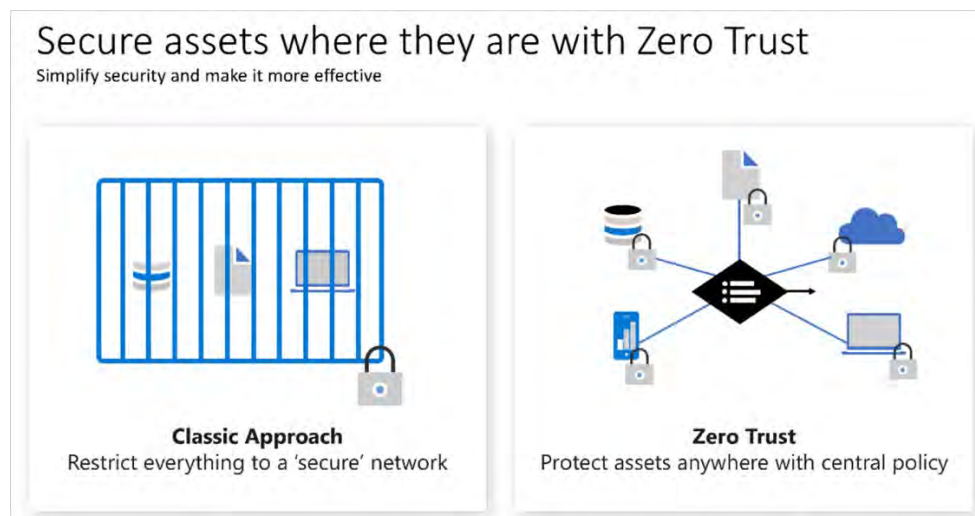 Secure assets where they are with Zero Trust
Simplify security and make it more effective
Classic Approach
Restrict everything to a 'secure' network
Zero Trust
Protect assets anywhere with central policy